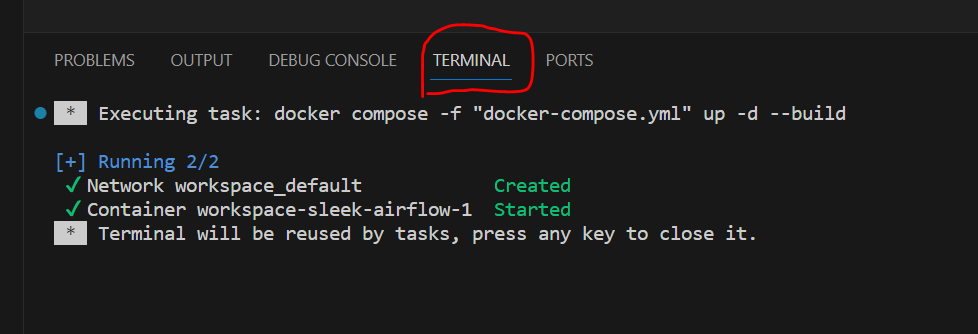 PROBLEMS OUTPUT DEBUG CONSOLE TERMINAL PORTS
* Executing task: docker compose -f "docker-compose.yml" up -d --build
[+] Running 2/2
✓ Network workspace_default Created
✓ Container workspace-sleek-airflow-1 Started
* Terminal will be reused by tasks, press any key to close it.